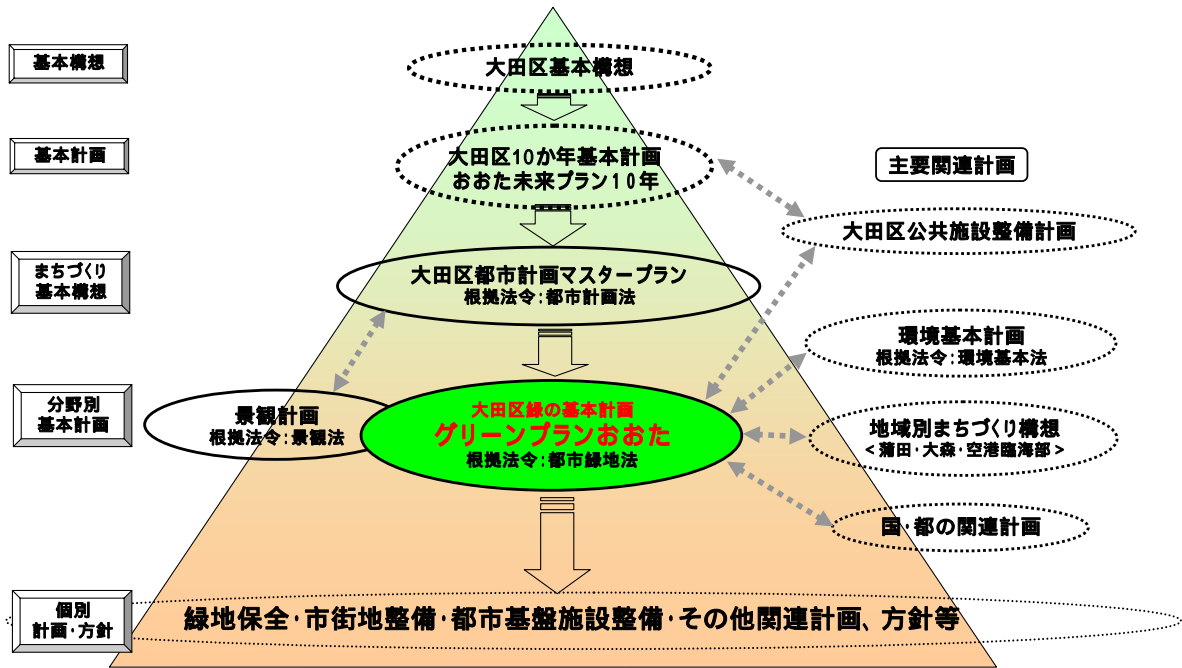 基本構想
大田区基本構想
基本計画
大田区10か年基本計画
おおた未来プラン10年
主要関連計画
大田区公共施設整備計画
まちづくり
基本構想
大田区都市計画マスタープラン
根拠法令:都市計画法
環境基本計画
根拠法令:環境基本法
分野別
基本計画
景観計画
根拠法令:景観法
大田区緑の基本計画
グリーンプランおおた
根拠法令:都市緑地法
地域別まちづくり構想
<蒲田・大森・空港臨海部>
国・都の関連計画
個別
計画・方針
緑地保全・市街地整備・都市基盤施設整備・その他関連計画、方針等